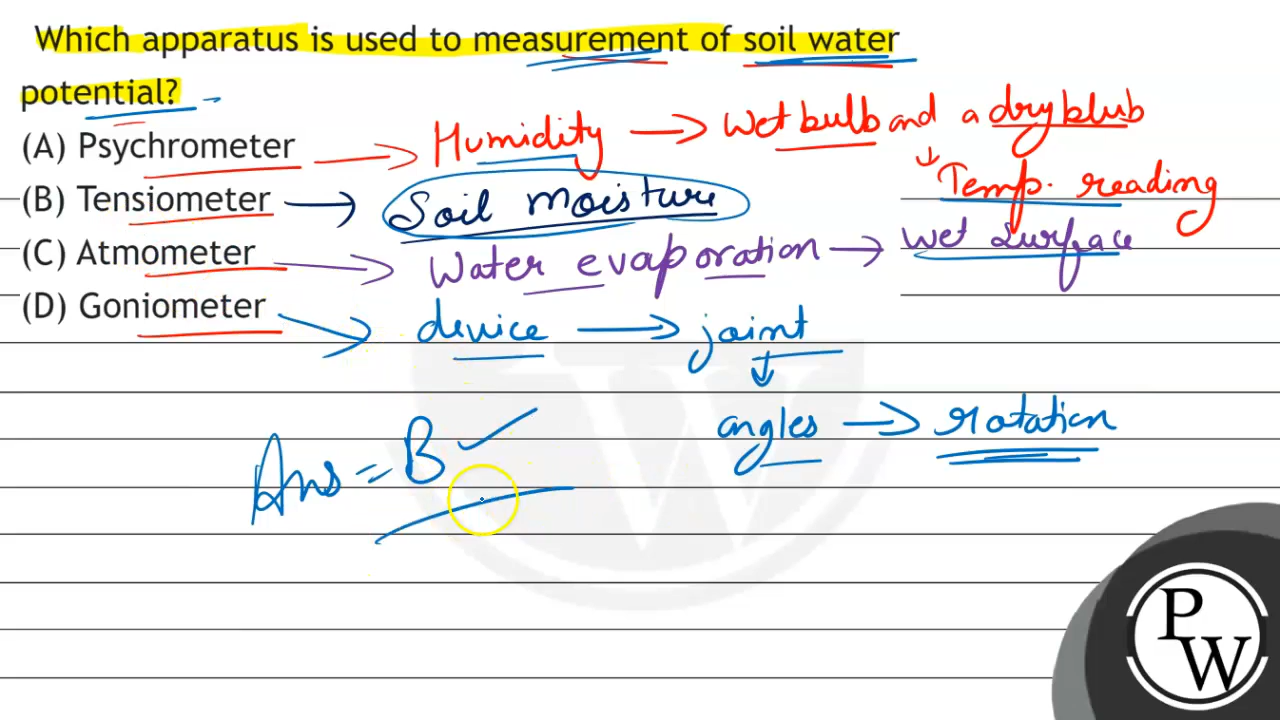 Which apparatus is used to measurement of soil water
potential?
(A) Psychrometer → Humidity → Wet bulb and a dry blub
↓
Temp. reading
(B) Tensiometer → Soil moisture
(C) Atmometer → Water evaporation → Wet surface
(D) Goniometer → device → joint
↓
angles → rotation
Ans = B ✓
P
W